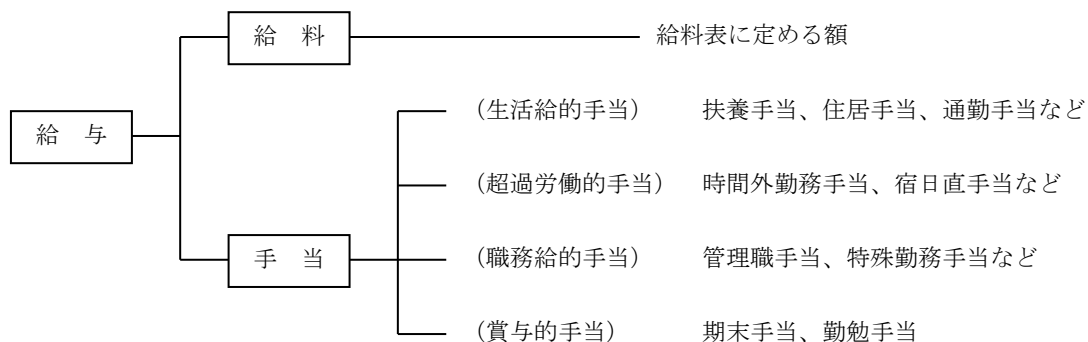 給　料　給料表に定める額
（生活給的手当）　扶養手当、住居手当、通勤手当など
給　与
（超過労働的手当）　時間外勤務手当、宿日直手当など
手　当　（職務給的手当）　管理職手当、特殊勤務手当など
（賞与的手当）　期末手当、勤勉手当